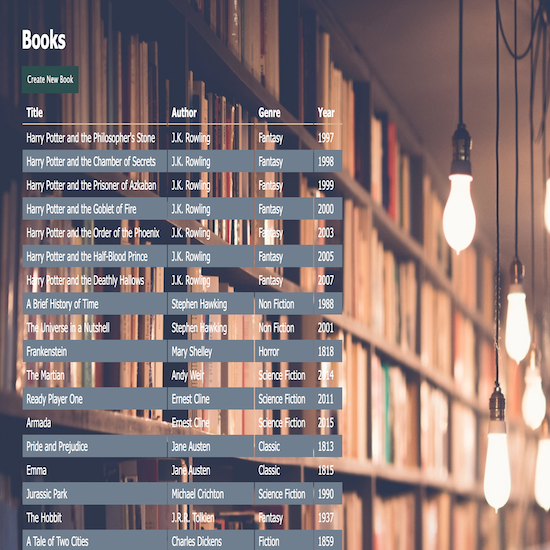 Books
Create New Book
Title Author Genre Year
Harry Potter and the Philosopher's Stone J.K. Rowling Fantasy 1997
Harry Potter and the Chamber of Secrets J.K. Rowling Fantasy 1998
Harry Potter and the Prisoner of Azkaban J.K. Rowling Fantasy 1999
Harry Potter and the Goblet of Fire J.K. Rowling Fantasy 2000
Harry Potter and the Order of the Phoenix J.K. Rowling Fantasy 2003
Harry Potter and the Half-Blood Prince J.K. Rowling Fantasy 2005
Harry Potter and the Deathly Hallows J.K. Rowling Fantasy 2007
A Brief History of Time Stephen Hawking Non Fiction 1988
The Universe in a Nutshell Stephen Hawking Non Fiction 2001
Frankenstein Mary Shelley Horror 1818
The Martian Andy Weir Science Fiction 2014
Ready Player One Ernest Cline Science Fiction 2011
Armada Ernest Cline Science Fiction 2015
Pride and Prejudice Jane Austen Classic 1813
Emma Jane Austen Classic 1815
Jurassic Park Michael Crichton Science Fiction 1990
The Hobbit J.R.R. Tolkien Fantasy 1937
A Tale of Two Cities Charles Dickens Fiction 1859